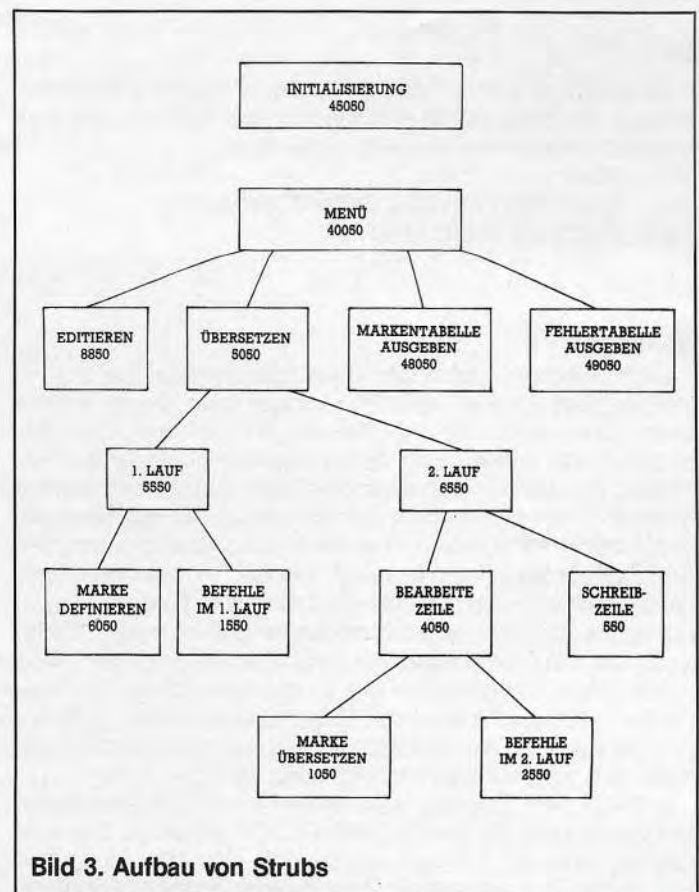 INITIALISIERUNG
45050
MENÜ
40050
EDITIEREN
8850
ÜBERSETZEN
5050
MARKENTABELLE
AUSGEBEN
48050
FEHLERTABELLE
AUSGEBEN
49050
1. LAUF
5550
2. LAUF
6550
MARKE
DEFINIEREN
6050
BEFEHLE
IM 1. LAUF
1550
BEARBEITE
ZEILE
4050
SCHREIB-
ZEILE
550
MARKE
ÜBERSETZEN
1050
BEFEHLE
IM 2. LAUF
2550
Bild 3. Aufbau von Strubs